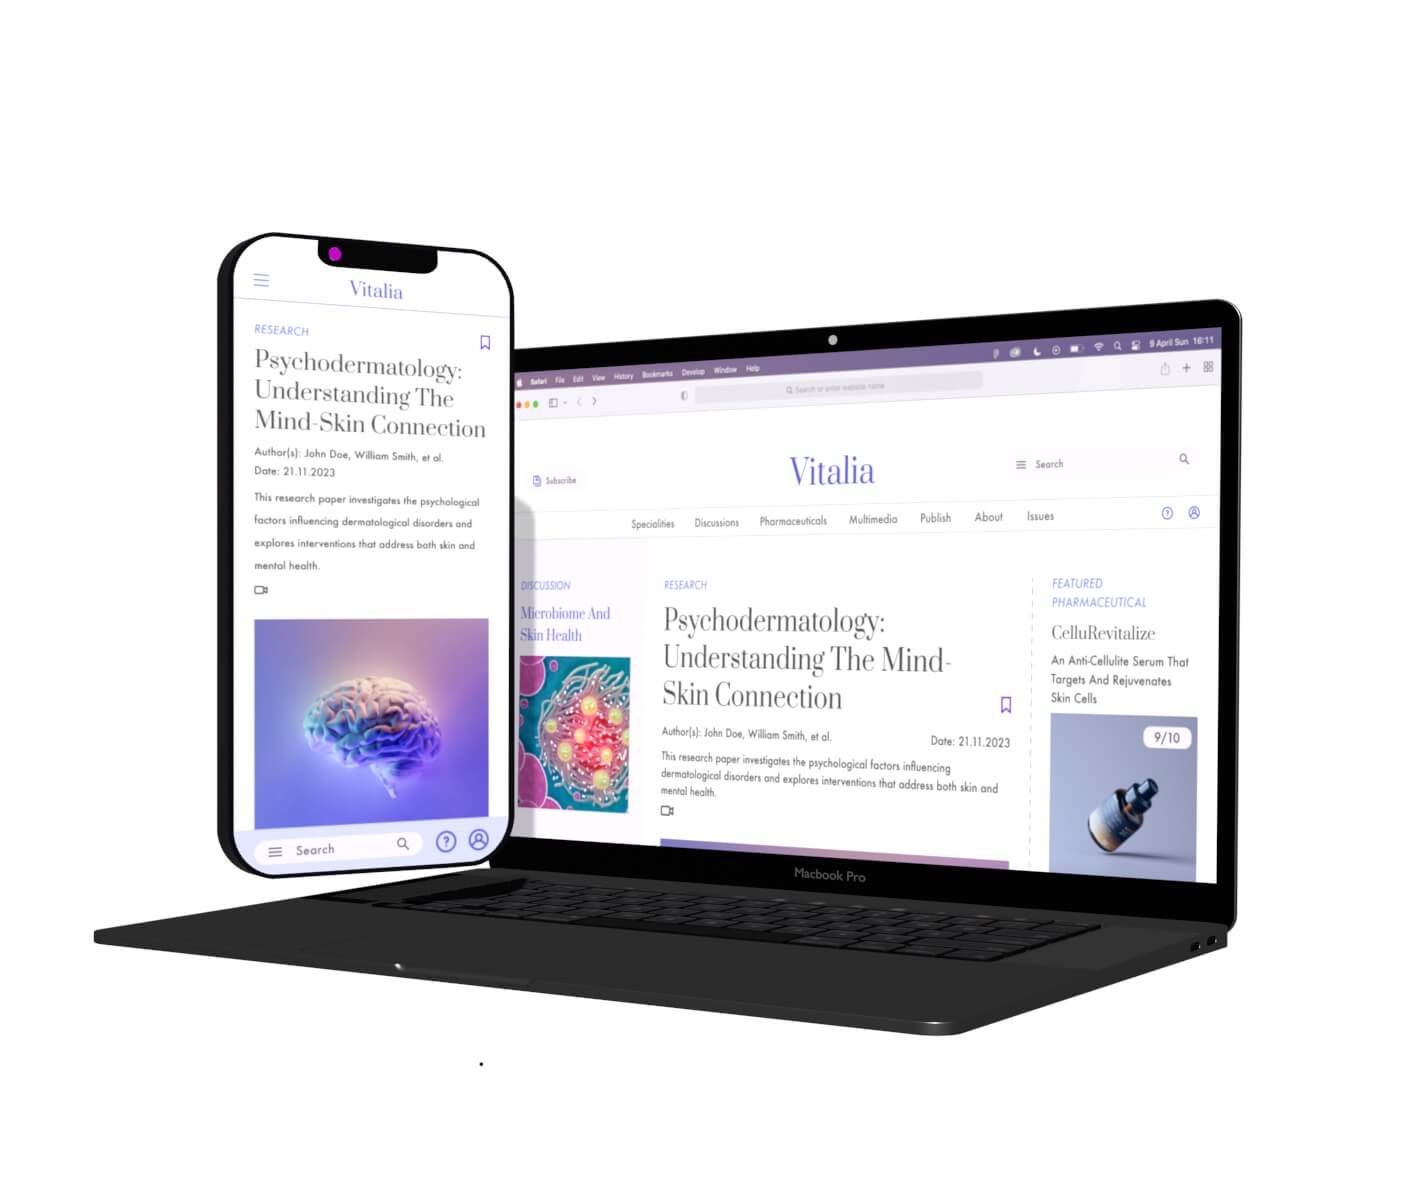 Vitalia
RESEARCH
Psychodermatology:
Understanding The
Mind-Skin Connection
Author(s): John Doe, William Smith, et al.
Date: 21.11.2023
This research paper investigates the psychological
factors influencing dermatological disorders and
explores interventions that address both skin and
mental health.
Search
?
Safari File Edit View History Bookmarks Develop Window Help
9 April Sun 16:11
Search or enter website name
Subscribe
Vitalia
Search
Specialities Discussions Pharmaceuticals Multimedia Publish About Issues
?
DISCUSSION
Microbiome And
Skin Health
RESEARCH
Psychodermatology:
Understanding The Mind-
Skin Connection
Author(s): John Doe, William Smith, et al.
Date: 21.11.2023
This research paper investigates the psychological factors influencing
dermatological disorders and explores interventions that address both skin and
mental health.
FEATURED
PHARMACEUTICAL
CelluRevitalize
An Anti-Cellulite Serum That
Targets And Rejuvenates
Skin Cells
9/10
Macbook Pro